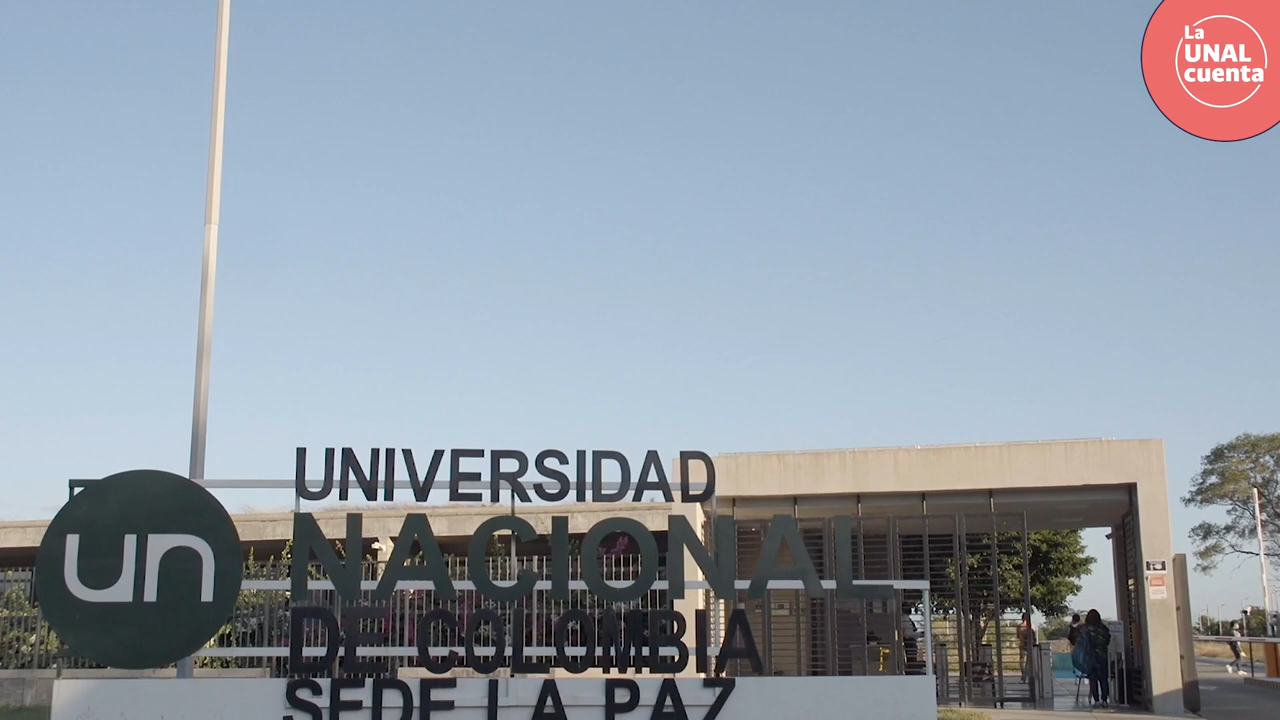 La
UNAL
cuenta
UNIVERSIDAD
un
NACIONAL
DE COLOMBIA
SEDE LA PAZ